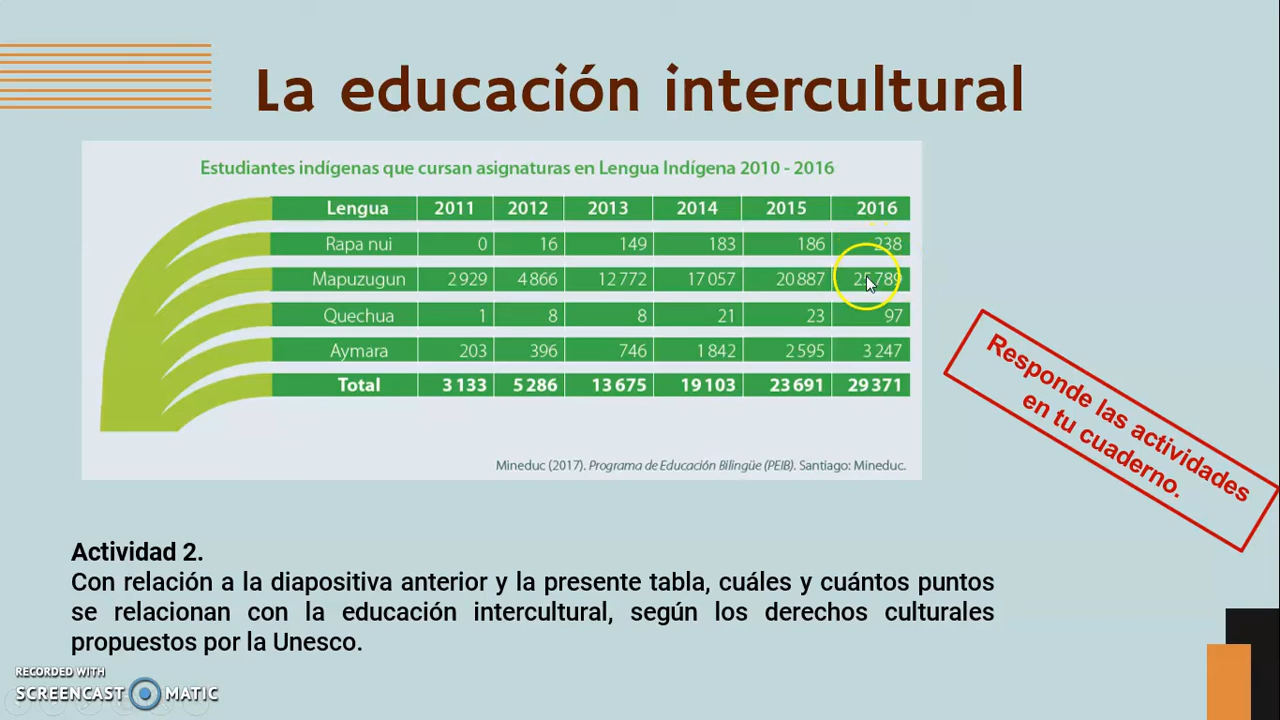 La educación intercultural
Estudiantes indígenas que cursan asignaturas en Lengua Indígena 2010 - 2016
Lengua 2011 2012 2013 2014 2015 2016
Rapa nui 0 16 149 183 186 238
Mapuzugun 2 929 4 866 12 772 17 057 20 887 25 789
Quechua 1 8 8 21 23 97
Aymara 203 396 746 1 842 2 595 3 247
Total 3 133 5 286 13 675 19 103 23 691 29 371
Mineduc (2017). Programa de Educación Bilingüe (PEIB). Santiago: Mineduc.
Responde las actividades
en tu cuaderno.
Actividad 2.
Con relación a la diapositiva anterior y la presente tabla, cuáles y cuántos puntos
se relacionan con la educación intercultural, según los derechos culturales
propuestos por la Unesco.
RECORDED WITH
SCREENCAST MATIC